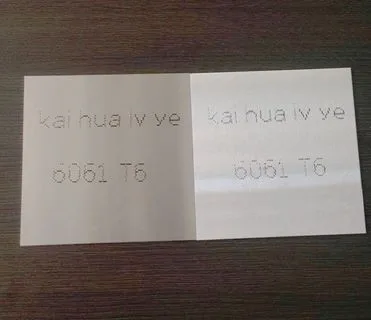 kai hua lv ye kai hua lv ye
6061 T6 6061 T6